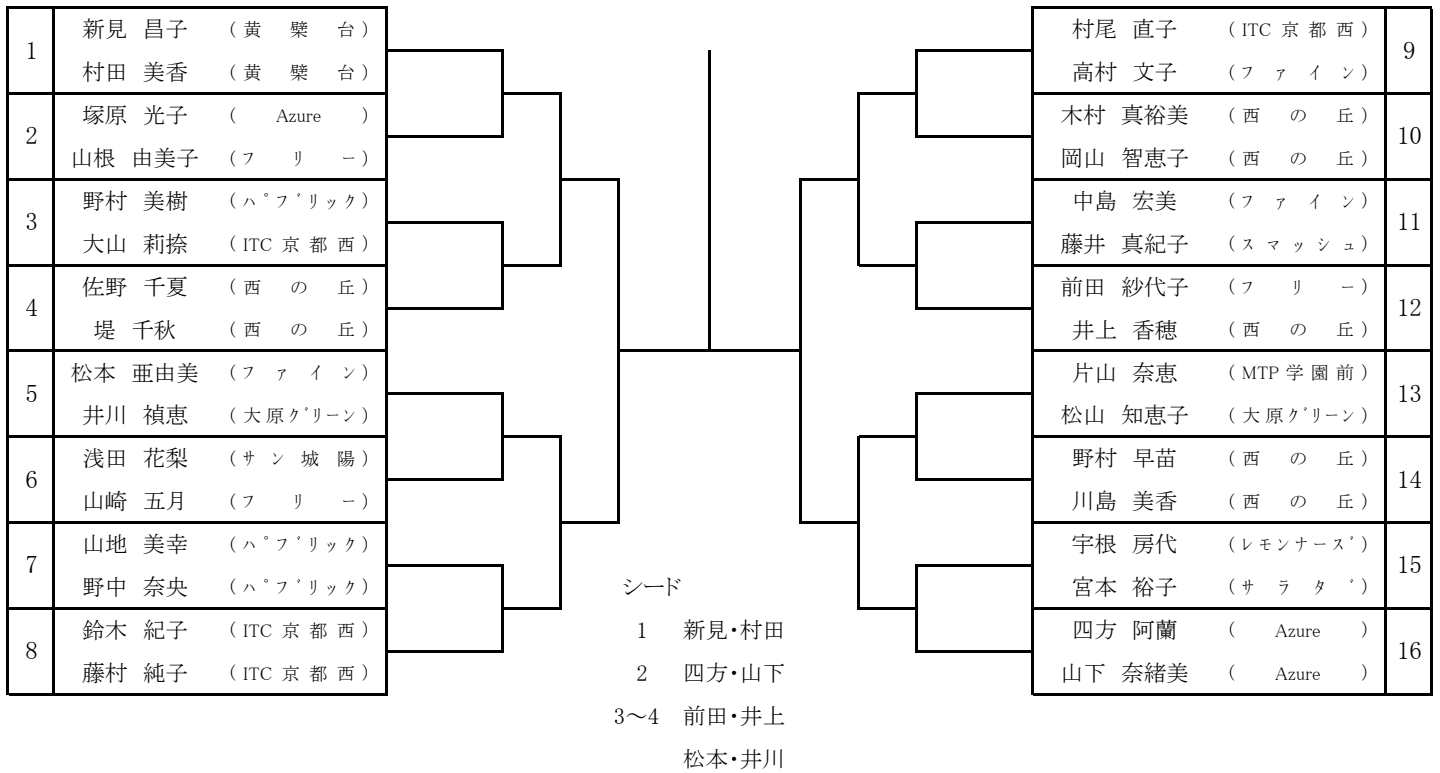 1
新見 昌子 (黄檗台)
村田 美香 (黄檗台)
2
塚原 光子 (Azure)
山根 由美子 (フリー)
3
野村 美樹 (パブリック)
大山 莉捺 (ITC京都西)
4
佐野 千夏 (西の丘)
堤 千秋 (西の丘)
5
松本 亜由美 (ファイン)
井川 禎恵 (大原グリーン)
6
浅田 花梨 (サン城陽)
山崎 五月 (フリー)
7
山地 美幸 (パブリック)
野中 奈央 (パブリック)
8
鈴木 紀子 (ITC京都西)
藤村 純子 (ITC京都西)
シード
1 新見・村田
2 四方・山下
3～4 前田・井上
松本・井川
村尾 直子 (ITC京都西)
高村 文子 (ファイン)
9
木村 真裕美 (西の丘)
岡山 智恵子 (西の丘)
10
中島 宏美 (ファイン)
藤井 真紀子 (スマッシュ)
11
前田 紗代子 (フリー)
井上 香穂 (西の丘)
12
片山 奈恵 (MTP学園前)
松山 知恵子 (大原グリーン)
13
野村 早苗 (西の丘)
川島 美香 (西の丘)
14
宇根 房代 (レモンナーズ)
宮本 裕子 (サラダ)
15
四方 阿蘭 (Azure)
山下 奈緒美 (Azure)
16